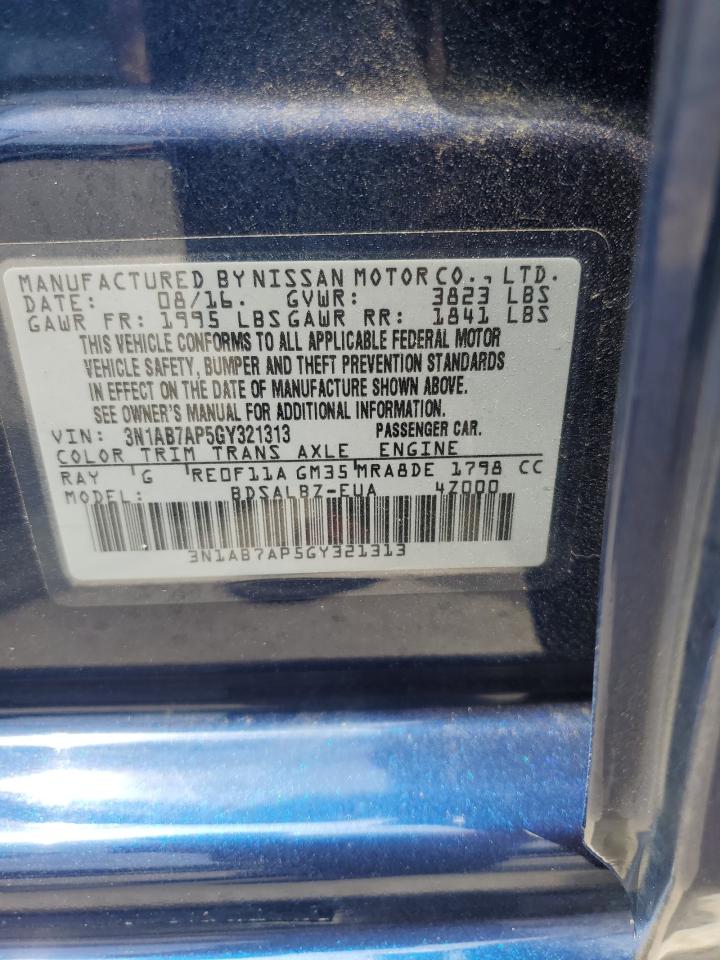 MANUFACTURED BY NISSAN MOTOR CO., LTD.
DATE: 08/16. GVWR: 3823 LBS
GAWR FR: 1995 LBS GAWR RR: 1841 LBS
THIS VEHICLE CONFORMS TO ALL APPLICABLE FEDERAL MOTOR
VEHICLE SAFETY, BUMPER AND THEFT PREVENTION STANDARDS
IN EFFECT ON THE DATE OF MANUFACTURE SHOWN ABOVE.
SEE OWNER'S MANUAL FOR ADDITIONAL INFORMATION.
VIN: 3N1AB7AP5GY321313 PASSENGER CAR.
COLOR TRIM TRANS AXLE ENGINE
RAY G RE0F11A GM35 MRA8DE 1798 CC
BDSALBZ-EUA 4Z000
3N1AB7AP5GY321313